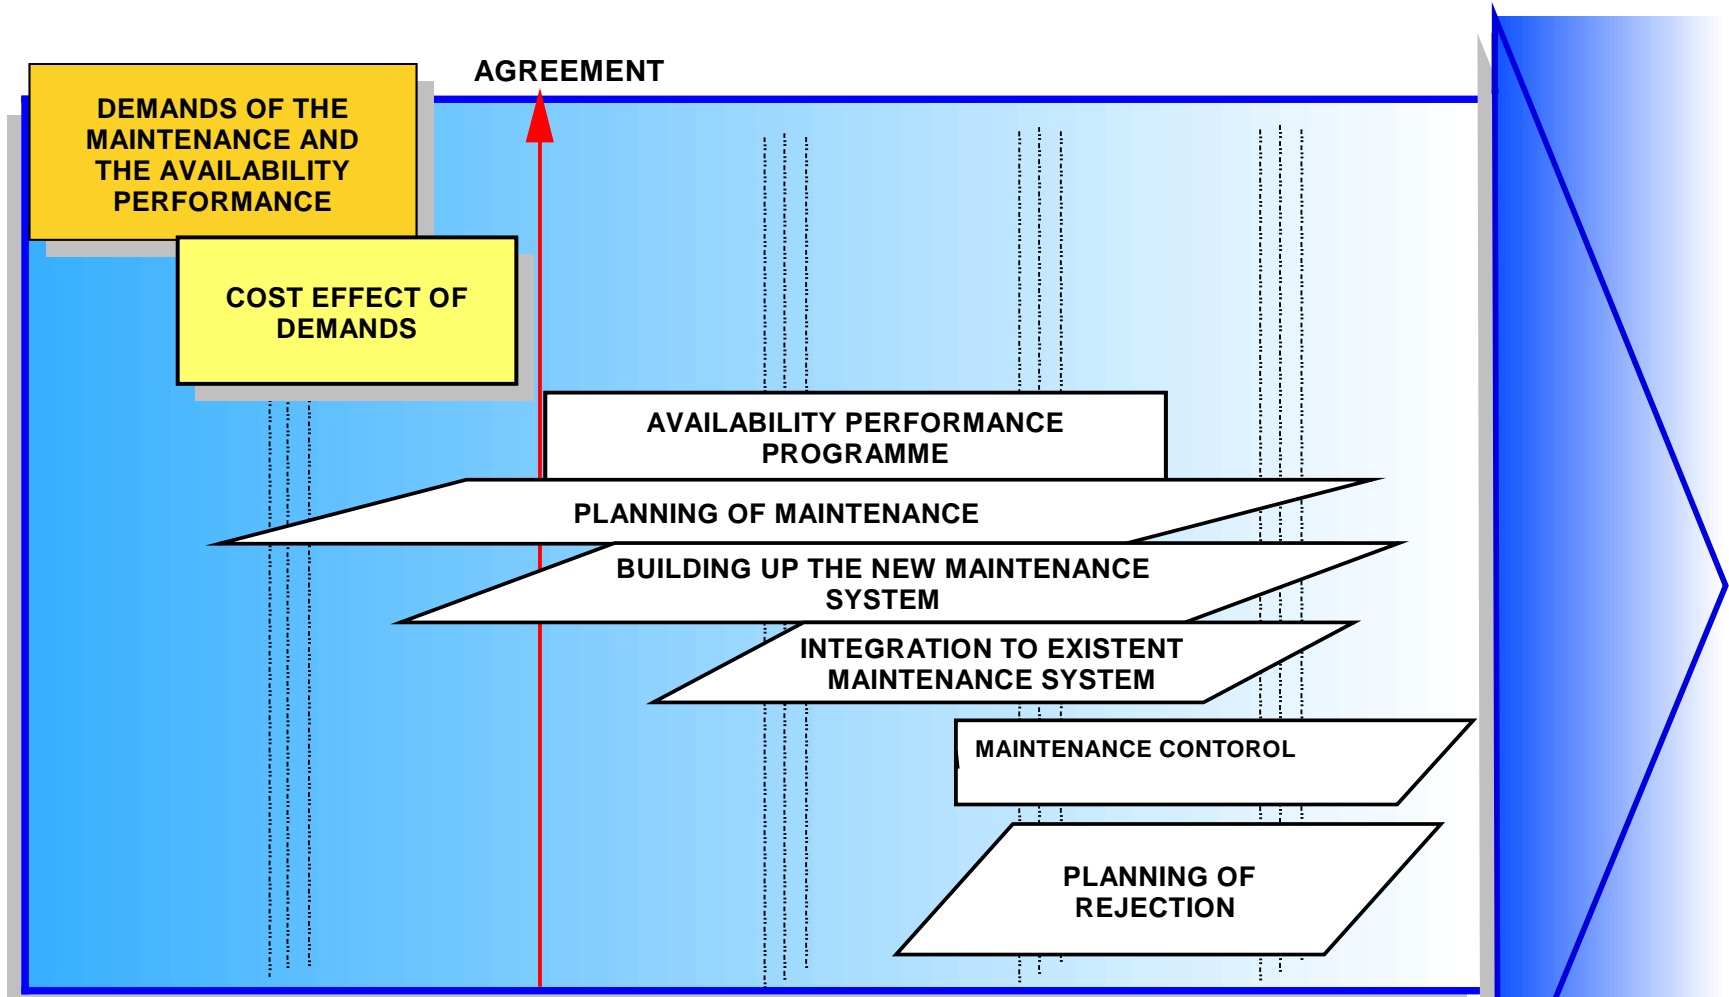 AGREEMENT
DEMANDS OF THE
MAINTENANCE AND
THE AVAILABILITY
PERFORMANCE
COST EFFECT OF
DEMANDS
AVAILABILITY PERFORMANCE
PROGRAMME
PLANNING OF MAINTENANCE
BUILDING UP THE NEW MAINTENANCE
SYSTEM
INTEGRATION TO EXISTENT
MAINTENANCE SYSTEM
MAINTENANCE CONTOROL
PLANNING OF
REJECTION